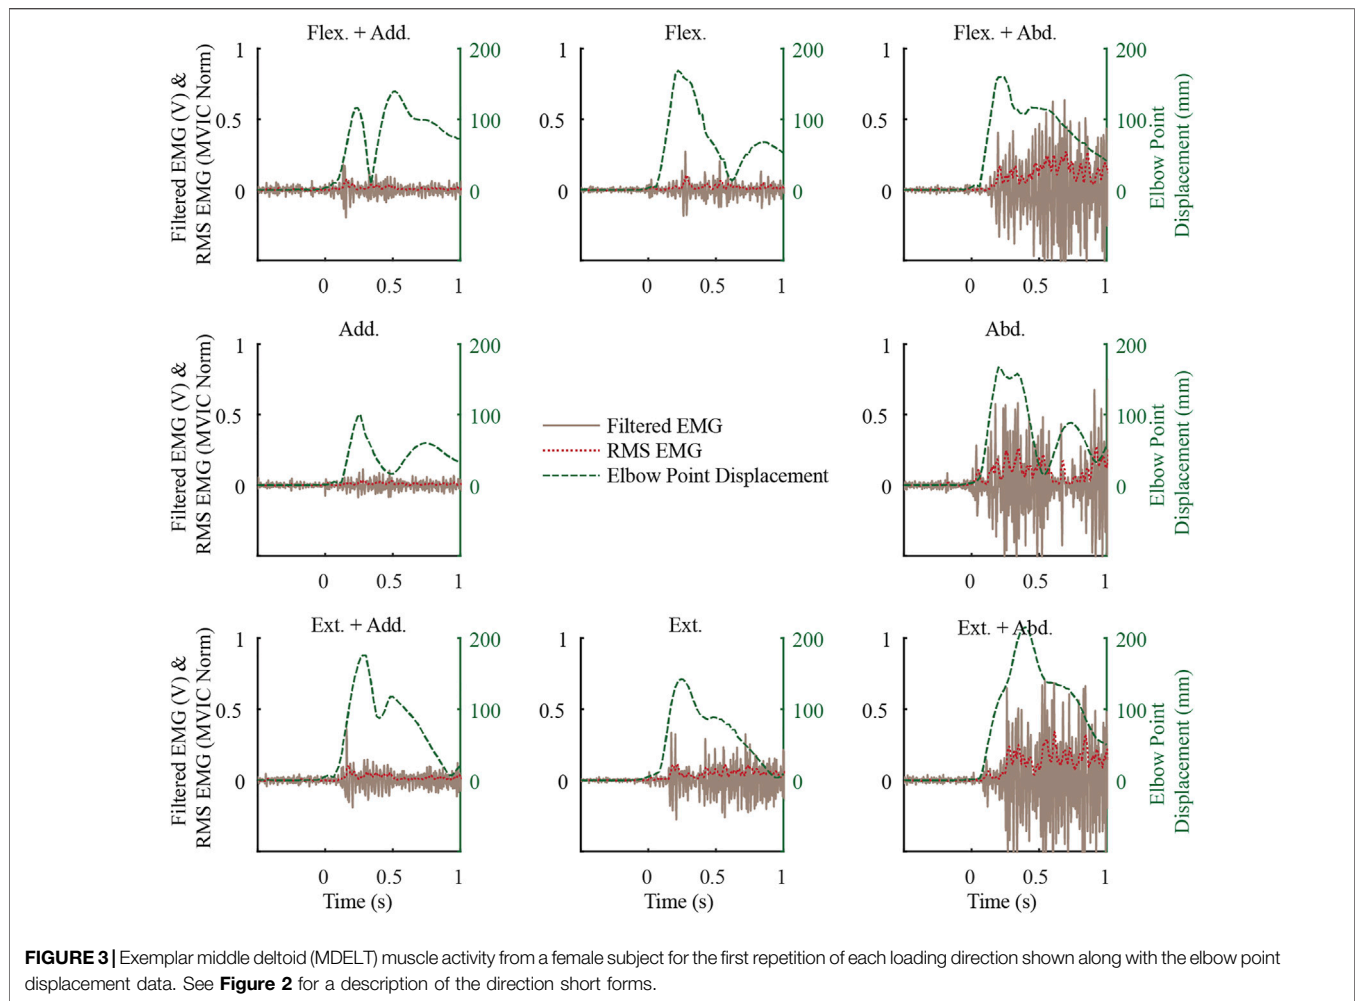 Flex. + Add.
Flex.
Flex. + Abd.
Filtered EMG (V) &
RMS EMG (MVIC Norm)
1
0.5
0
200
100
0
1
0.5
0
200
100
0
1
0.5
0
200
100
0
Elbow Point
Displacement (mm)
0 0.5 1
0 0.5 1
0 0.5 1
Add.
Abd.
Filtered EMG (V) &
RMS EMG (MVIC Norm)
1
0.5
0
200
100
0
Filtered EMG
RMS EMG
Elbow Point Displacement
1
0.5
0
200
100
0
Elbow Point
Displacement (mm)
0 0.5 1
0 0.5 1
Ext. + Add.
Ext.
Ext. + Abd.
Filtered EMG (V) &
RMS EMG (MVIC Norm)
1
0.5
0
200
100
0
1
0.5
0
200
100
0
1
0.5
0
200
100
0
Elbow Point
Displacement (mm)
0 0.5 1
0 0.5 1
0 0.5 1
Time (s)
Time (s)
Time (s)
FIGURE 3 | Exemplar middle deltoid (MDELT) muscle activity from a female subject for the first repetition of each loading direction shown along with the elbow point
displacement data. See Figure 2 for a description of the direction short forms.